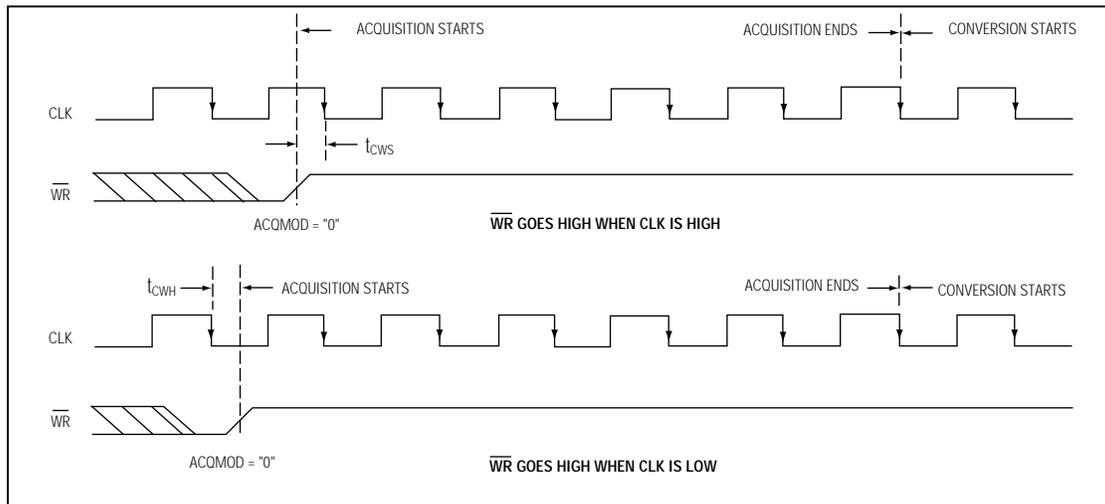 ACQUISITION STARTS
ACQUISITION ENDS
CONVERSION STARTS
CLK
tCWS
WR
ACQMOD = "0"
WR GOES HIGH WHEN CLK IS HIGH
tCWH
ACQUISITION STARTS
ACQUISITION ENDS
CONVERSION STARTS
CLK
WR
ACQMOD = "0"
WR GOES HIGH WHEN CLK IS LOW